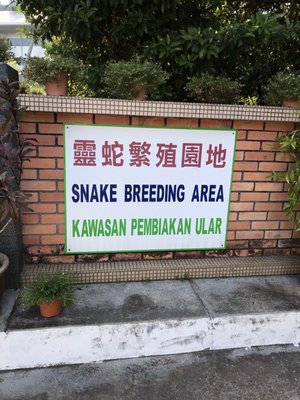 靈蛇繁殖園地
SNAKE BREEDING AREA
KAWASAN PEMBIAKAN ULAR